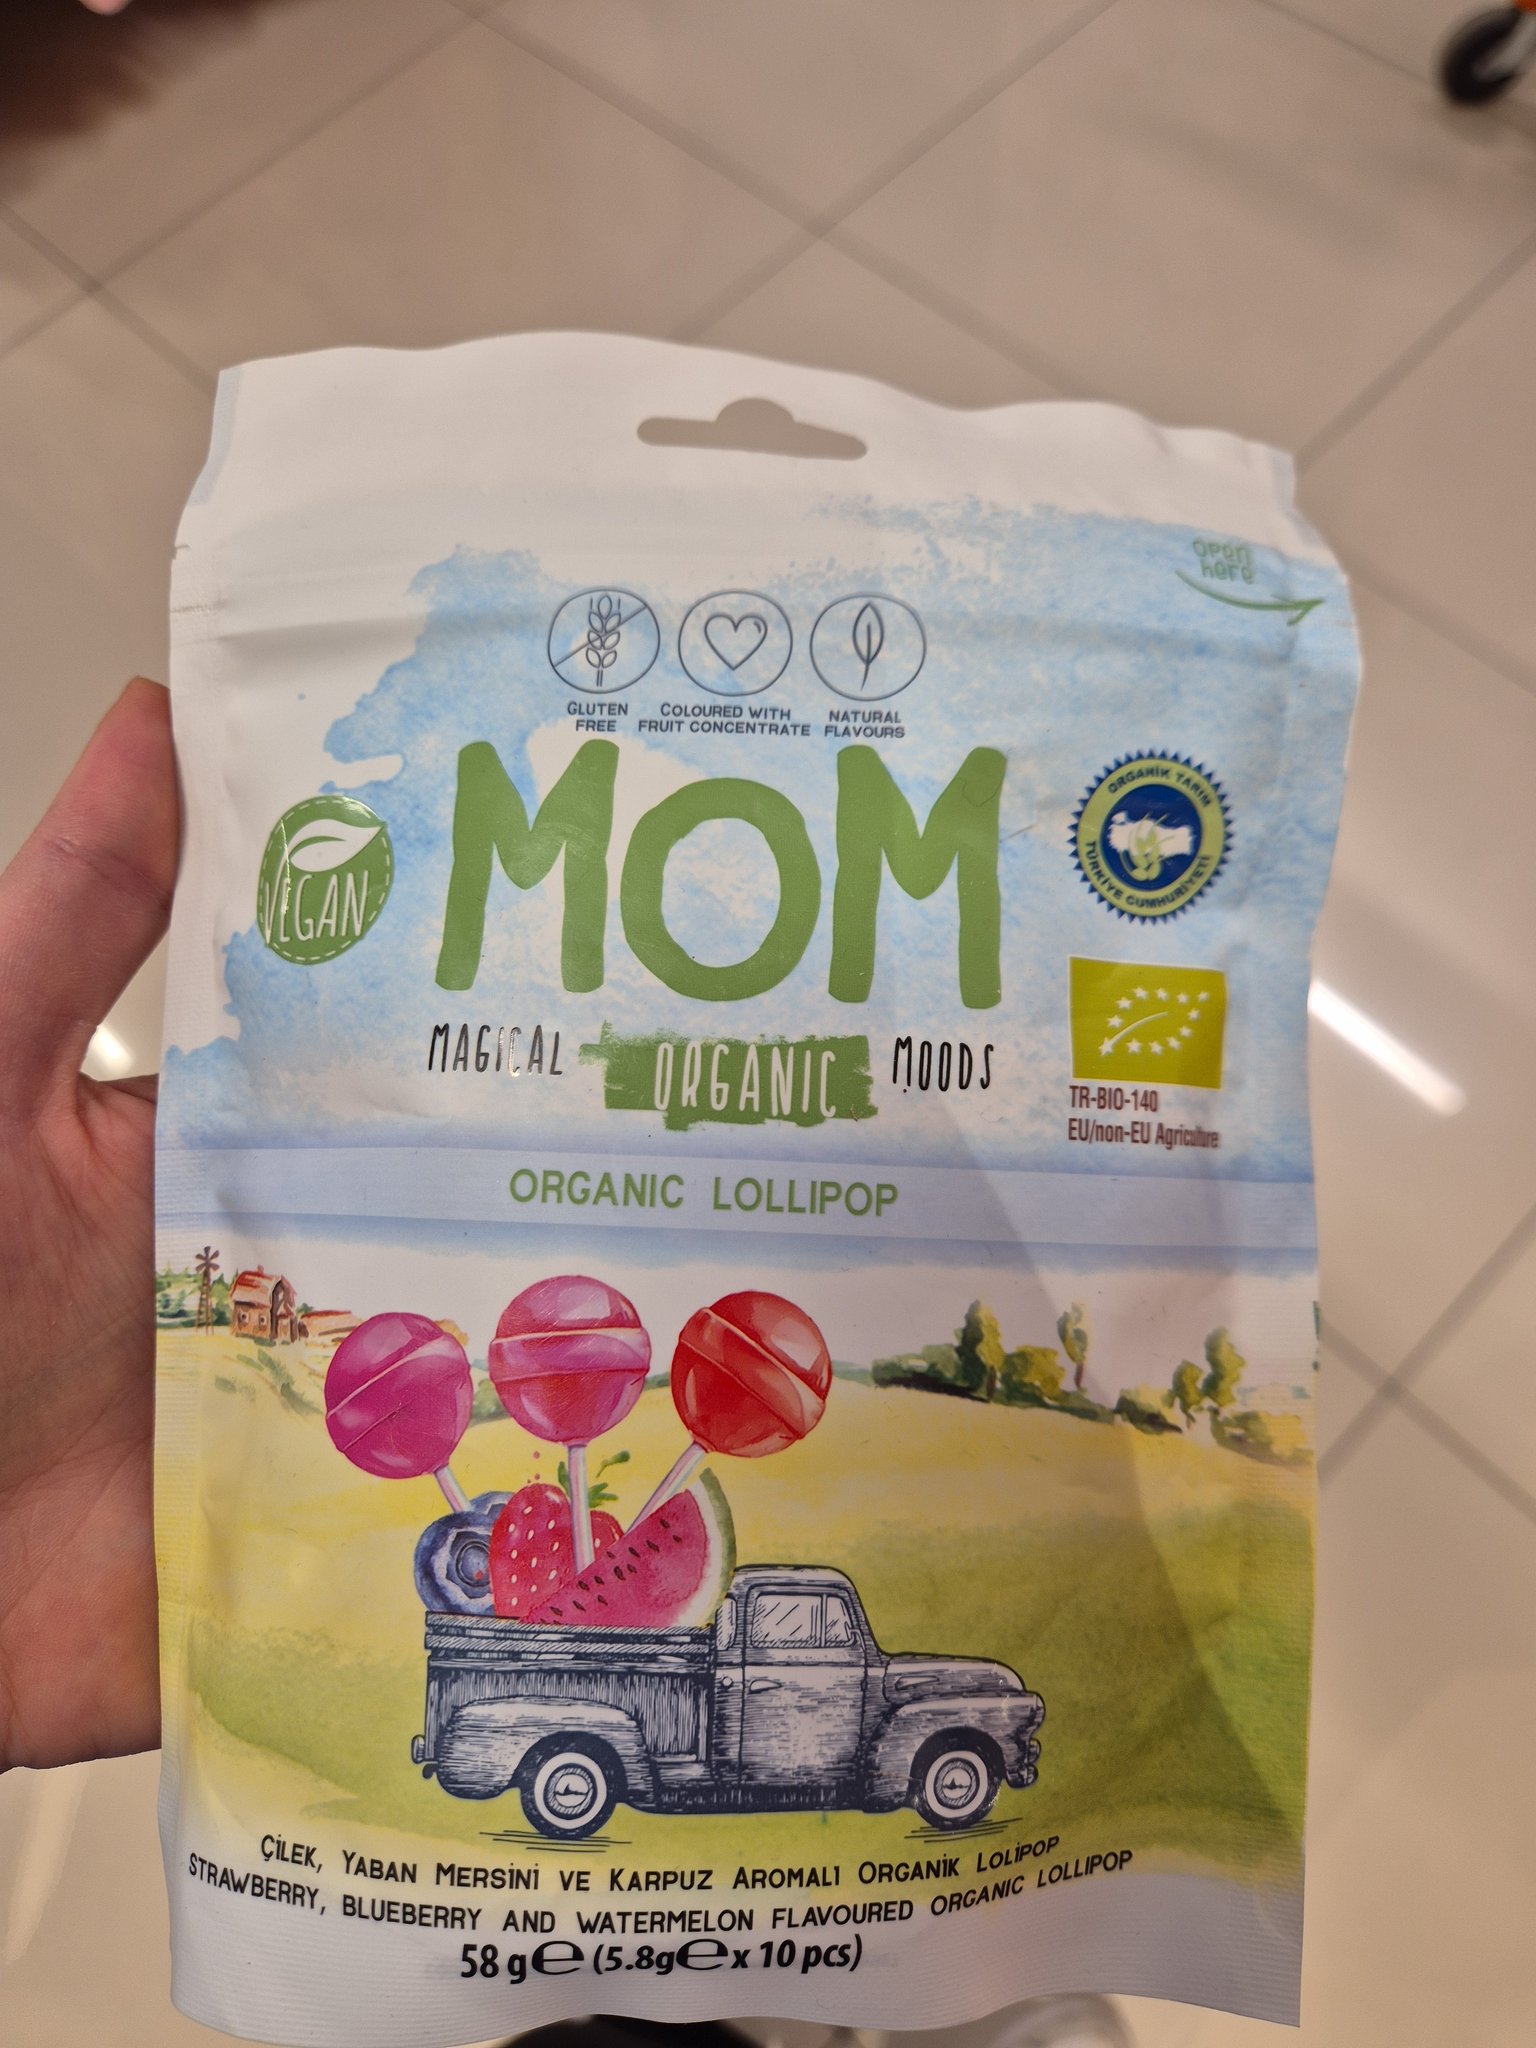 open
here
GLUTEN
FREE
COLOURED WITH
FRUIT CONCENTRATE
NATURAL
FLAVOURS
VEGAN
MOM
ORGANİK TARIM
TÜRKİYE CUMHURİYETİ
MAGICAL ORGANIC MOODS
TR-BIO-140
EU/non-EU Agriculture
ORGANIC LOLLIPOP
ÇİLEK, YABAN MERSİNİ VE KARPUZ AROMALI ORGANİK LOLİPOP
STRAWBERRY, BLUEBERRY AND WATERMELON FLAVOURED ORGANIC LOLLIPOP
58 g℮ (5.8g℮ x 10 pcs)